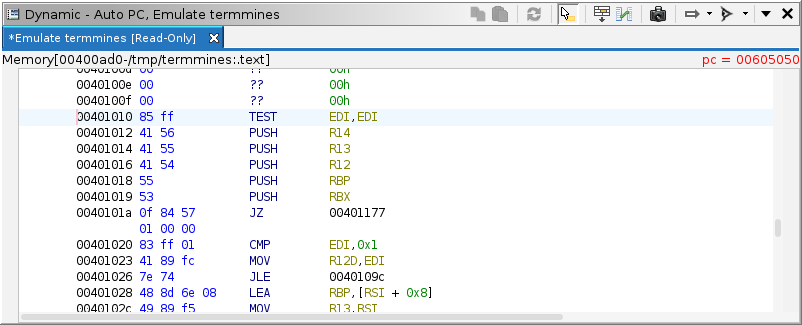 Dynamic - Auto PC, Emulate termmines
*Emulate termmines [Read-Only]
Memory[00400ad0-/tmp/termmines:.text] pc = 00605050
0040100d 00 ?? 00h
0040100e 00 ?? 00h
0040100f 00 ?? 00h
00401010 85 ff TEST EDI,EDI
00401012 41 56 PUSH R14
00401014 41 55 PUSH R13
00401016 41 54 PUSH R12
00401018 55 PUSH RBP
00401019 53 PUSH RBX
0040101a 0f 84 57 JZ 00401177
01 00 00
00401020 83 ff 01 CMP EDI,0x1
00401023 41 89 fc MOV R12D,EDI
00401026 7e 74 JLE 0040109c
00401028 48 8d 6e 08 LEA RBP,[RSI + 0x8]
0040102c 49 89 f5 MOV R13,RSI